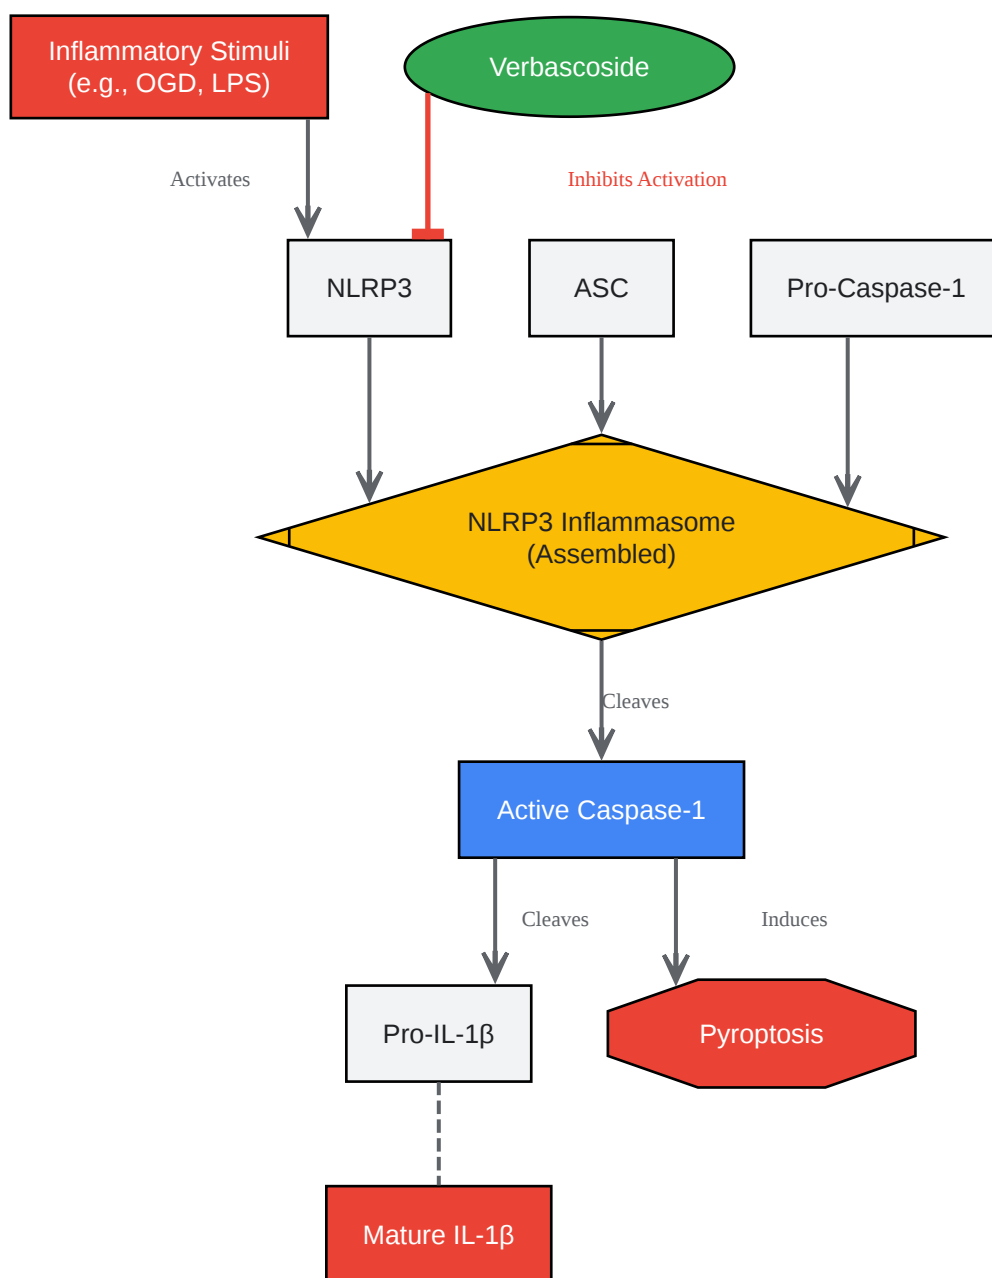 Inflammatory Stimuli
(e.g., OGD, LPS)
Verbascoside
Activates
Inhibits Activation
NLRP3
ASC
Pro-Caspase-1
NLRP3 Inflammasome
(Assembled)
Cleaves
Active Caspase-1
Cleaves
Induces
Pro-IL-1β
Pyroptosis
Mature IL-1β